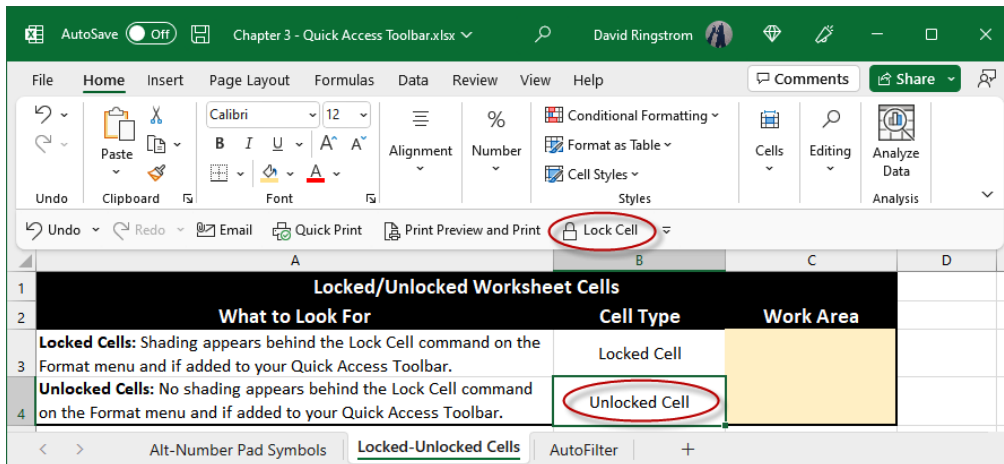 AutoSave Off Chapter 3 - Quick Access Toolbar.xlsx David Ringstrom
File Home Insert Page Layout Formulas Data Review View Help Comments Share
Calibri 12
Paste B I U A A A Alignment % Number Conditional Formatting Format as Table Cell Styles Cells Editing Analyze Data
Undo Clipboard Font Styles Analysis
Undo Redo Email Quick Print Print Preview and Print Lock Cell
A B C D
1 Locked/Unlocked Worksheet Cells
2 What to Look For Cell Type Work Area
Locked Cells: Shading appears behind the Lock Cell command on the
3 Format menu and if added to your Quick Access Toolbar. Locked Cell
Unlocked Cells: No shading appears behind the Lock Cell command
4 on the Format menu and if added to your Quick Access Toolbar. Unlocked Cell
Alt-Number Pad Symbols Locked-Unlocked Cells AutoFilter